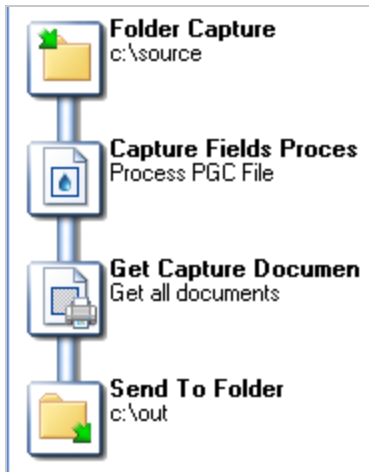 Folder Capture
c:\source
Capture Fields Proces
Process PGC File
Get Capture Documen
Get all documents
Send To Folder
c:\out